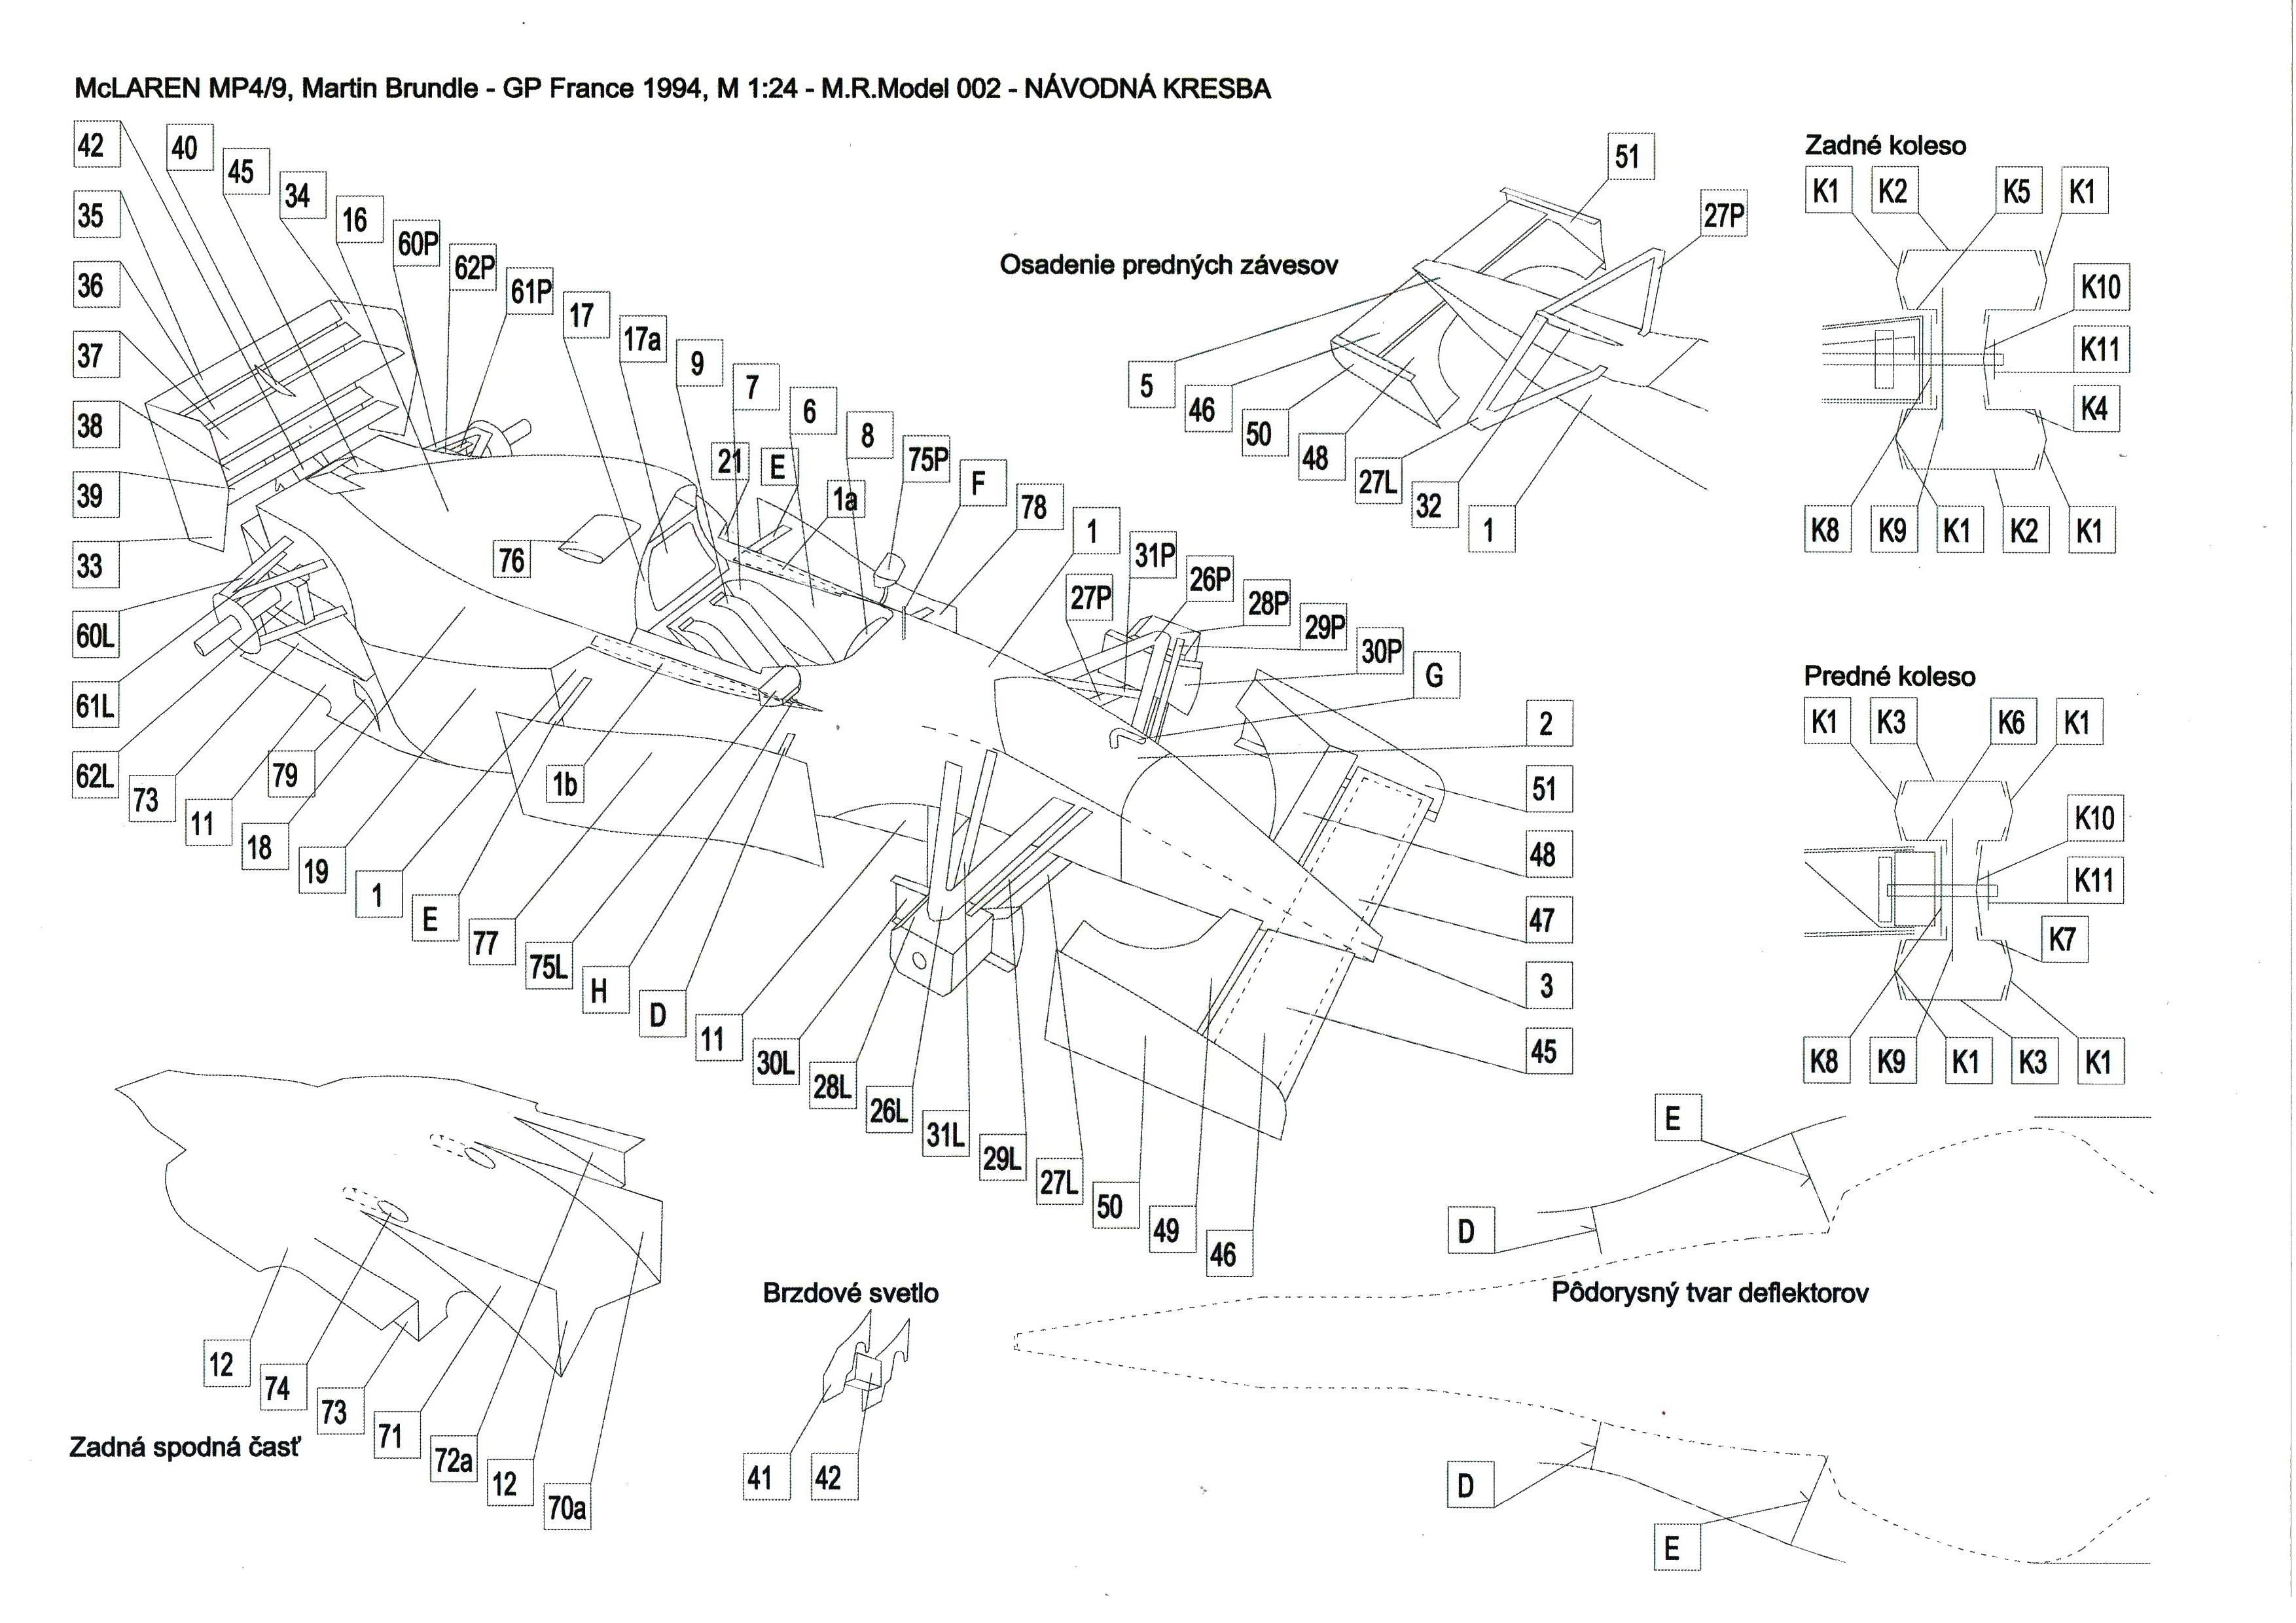 McLAREN MP4/9, Martin Brundle - GP France 1994, M 1:24 - M.R.Model 002 - NÁVODNÁ KRESBA
42
40
45
34
16
60P
62P
61P
17
17a
9
7
6
8
75P
F
78
1
31P
26P
28P
29P
30P
G
27P
21
E
1a
76
35
36
37
38
39
33
60L
61L
62L
73
11
79
18
19
1
E
1b
77
75L
H
D
11
30L
28L
26L
31L
29L
27L
50
49
46
2
51
48
47
3
45
Osadenie predných závesov
51
27P
5
46
50
48
27L
32
1
Zadné koleso
K1
K2
K5
K1
K10
K11
K4
K8
K9
K1
K2
K1
Predné koleso
K1
K3
K6
K1
K10
K11
K7
K8
K9
K1
K3
K1
Zadná spodná časť
12
74
73
71
72a
12
70a
Brzdové svetlo
41
42
Pôdorysný tvar deflektorov
E
D
D
E